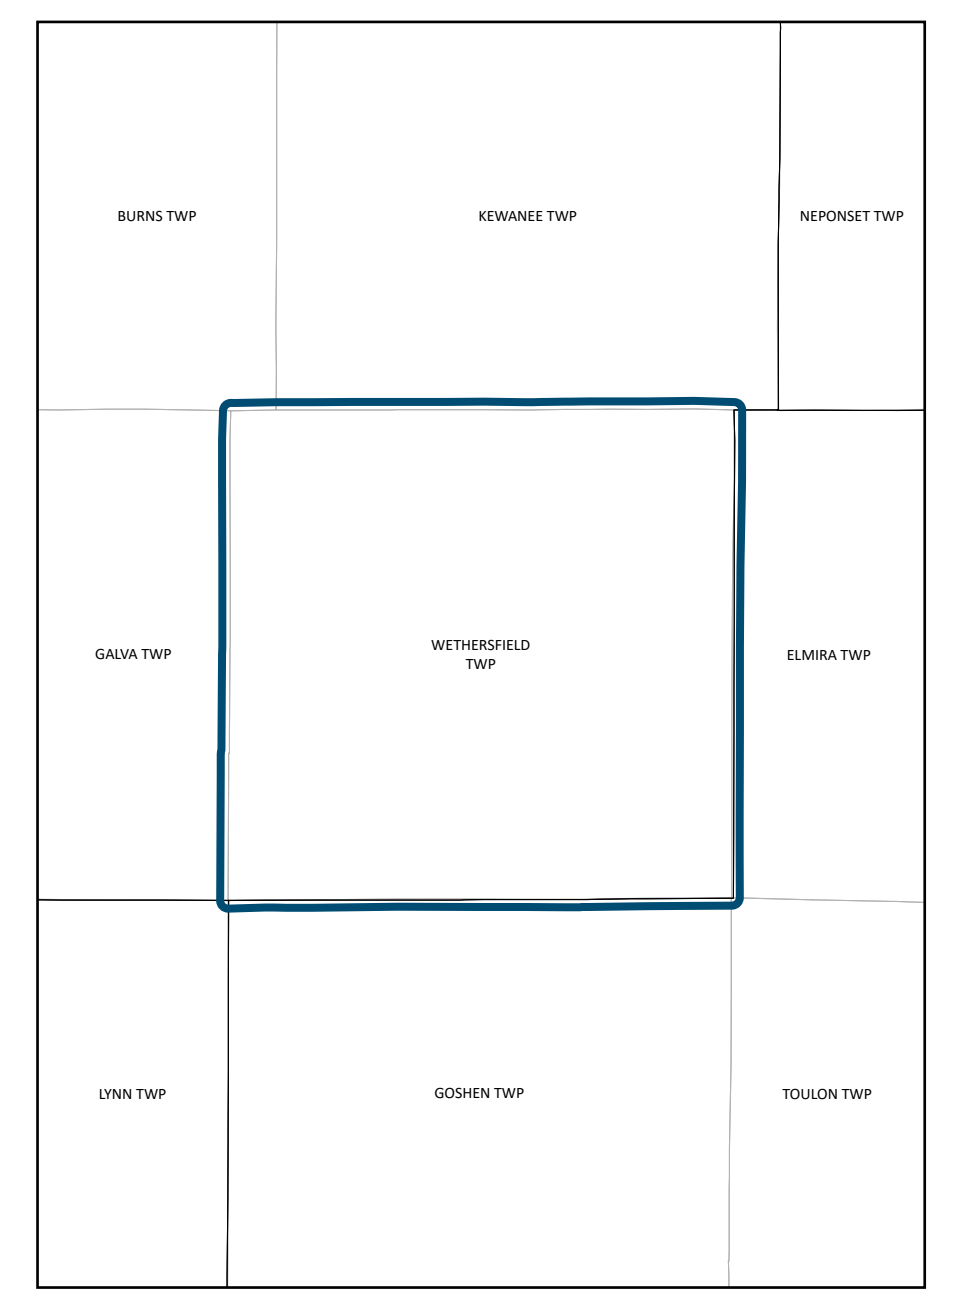 BURNS TWP
KEWANEE TWP
NEPONSET TWP
GALVA TWP
WETHERSFIELD
TWP
ELMIRA TWP
LYNN TWP
GOSHEN TWP
TOULON TWP